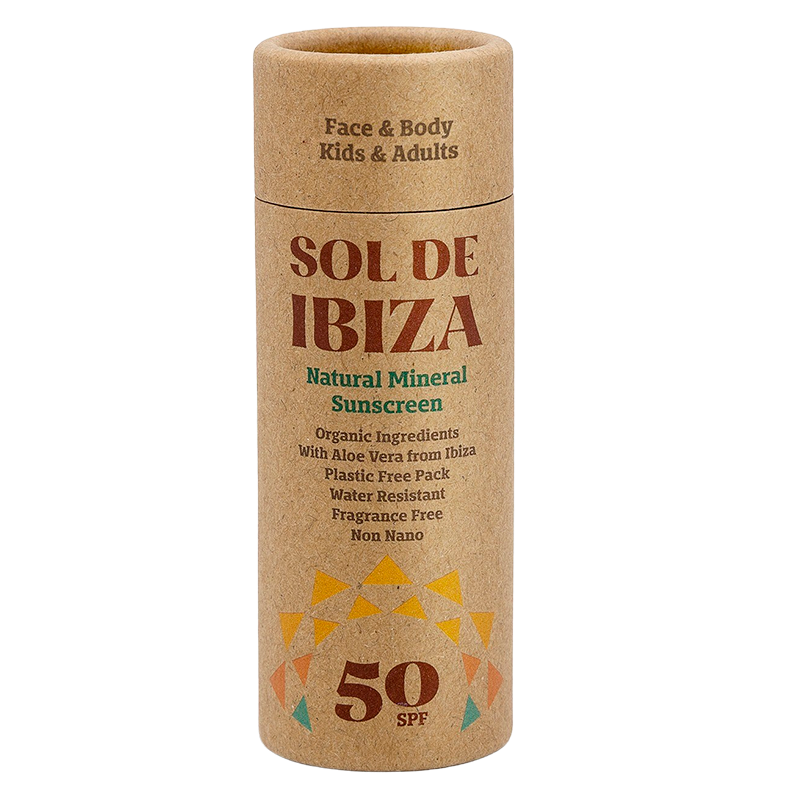 Face & Body
Kids & Adults
SOL DE
IBIZA
Natural Mineral
Sunscreen
Organic Ingredients
With Aloe Vera from Ibiza
Plastic Free Pack
Water Resistant
Fragrance Free
Non Nano
50
SPF